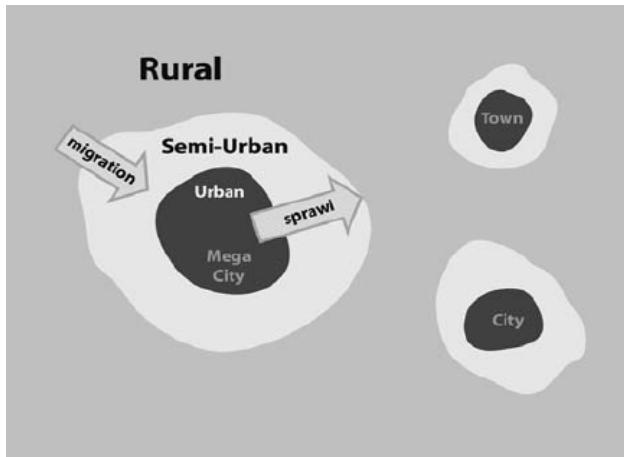 Rural
migration
Semi-Urban
Urban
sprawl
Mega
City
Town
City